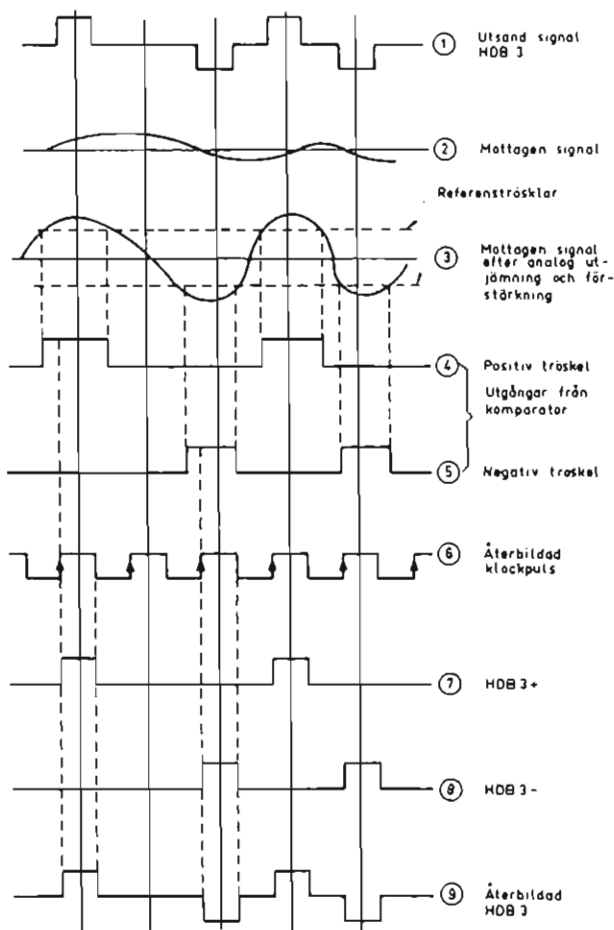 ① Utsand signal
HDB 3
② Mottagen signal
Referenströsklar
③ Mottagen signal
efter analog ut-
jämning och för-
stärkning
④ Positiv tröskel
Utgångar från
komparator
⑤ Negativ tröskel
⑥ Återbildad
klockpuls
⑦ HDB 3+
⑧ HDB 3-
⑨ Återbildad
HDB 3